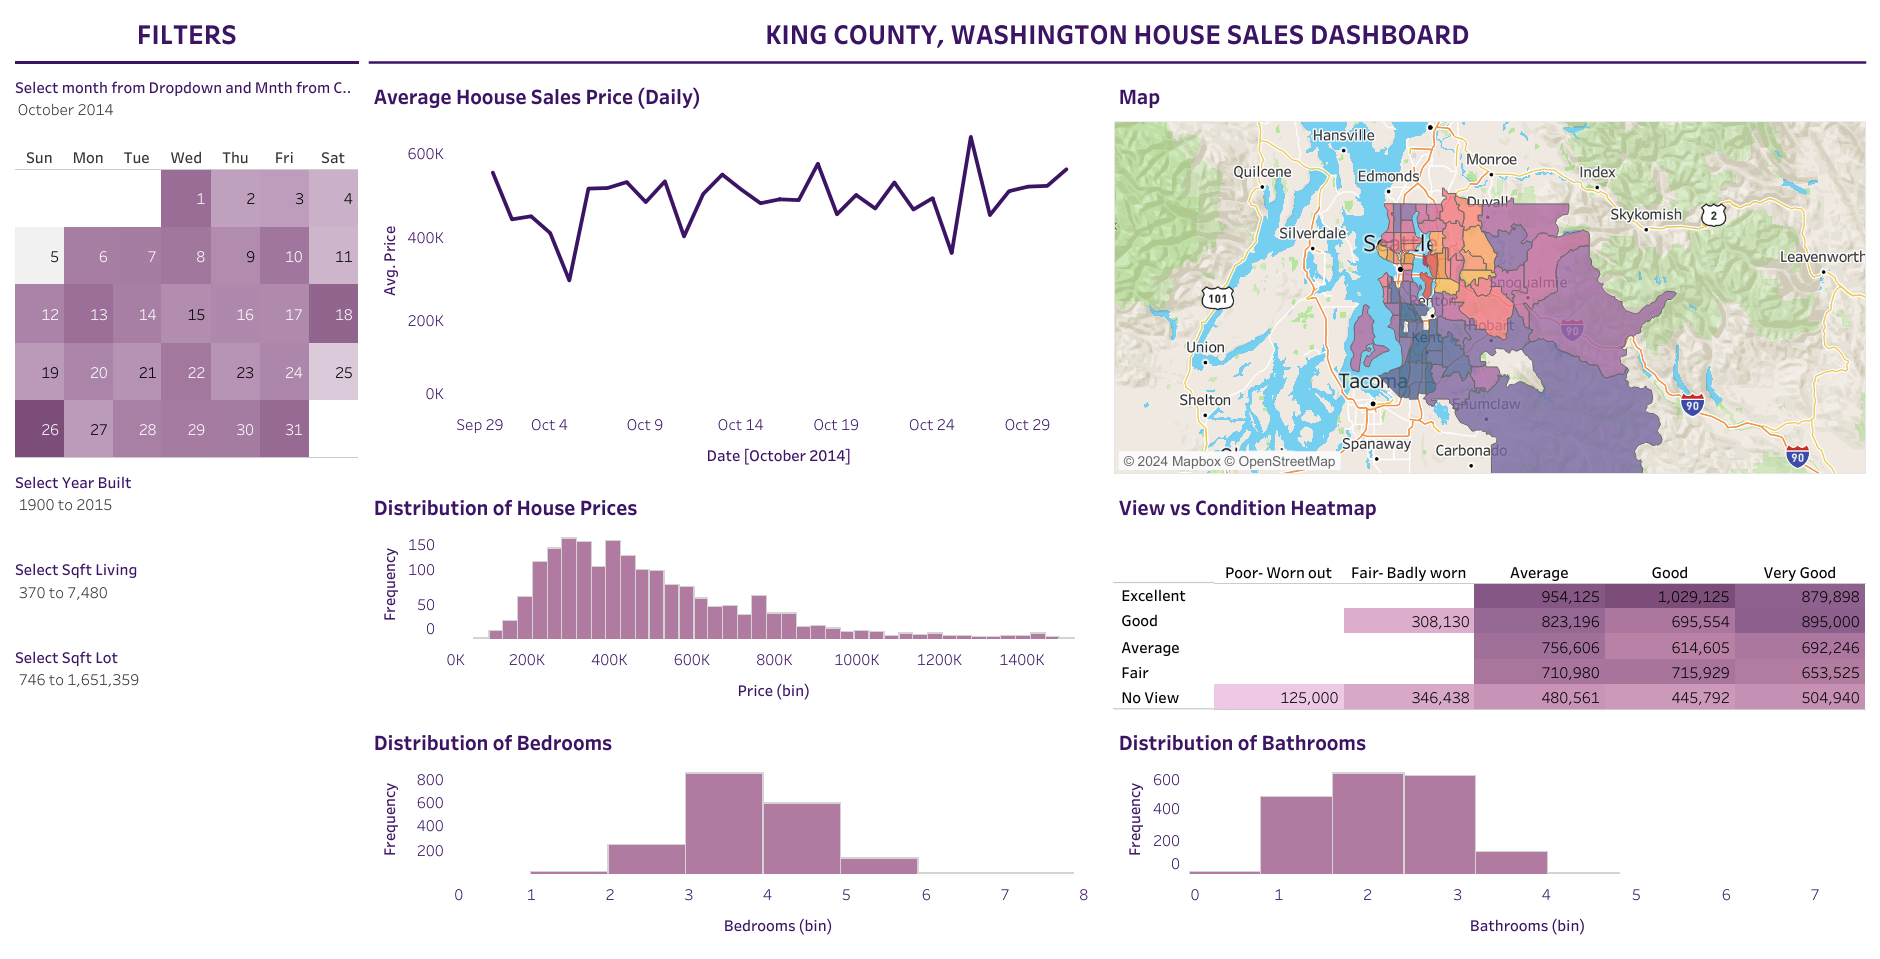 FILTERS
KING COUNTY, WASHINGTON HOUSE SALES DASHBOARD
Select month from Dropdown and Mnth from C..
October 2014
Sun Mon Tue Wed Thu Fri Sat
1 2 3 4
5 6 7 8 9 10 11
12 13 14 15 16 17 18
19 20 21 22 23 24 25
26 27 28 29 30 31
Select Year Built
1900 to 2015
Select Sqft Living
370 to 7,480
Select Sqft Lot
746 to 1,651,359
Average Hoouse Sales Price (Daily)
Avg. Price
600K
400K
200K
0K
Sep 29 Oct 4 Oct 9 Oct 14 Oct 19 Oct 24 Oct 29
Date [October 2014]
Map
Hansville
Monroe
Quilcene
Edmonds
Index
Duvall
Skykomish
2
Silverdale
Seattle
Leavenworth
Snoqualmie
101
Renton
Hobart
90
Kent
Union
Tacoma
Shelton
Enumclaw
90
Spanaway
Carbonado
90
© 2024 Mapbox © OpenStreetMap
Distribution of House Prices
Frequency
150
100
50
0
0K 200K 400K 600K 800K 1000K 1200K 1400K
Price (bin)
View vs Condition Heatmap
Poor- Worn out Fair- Badly worn Average Good Very Good
Excellent 954,125 1,029,125 879,898
Good 308,130 823,196 695,554 895,000
Average 756,606 614,605 692,246
Fair 710,980 715,929 653,525
No View 125,000 346,438 480,561 445,792 504,940
Distribution of Bedrooms
Frequency
800
600
400
200
0 1 2 3 4 5 6 7 8
Bedrooms (bin)
Distribution of Bathrooms
Frequency
600
400
200
0
0 1 2 3 4 5 6 7
Bathrooms (bin)